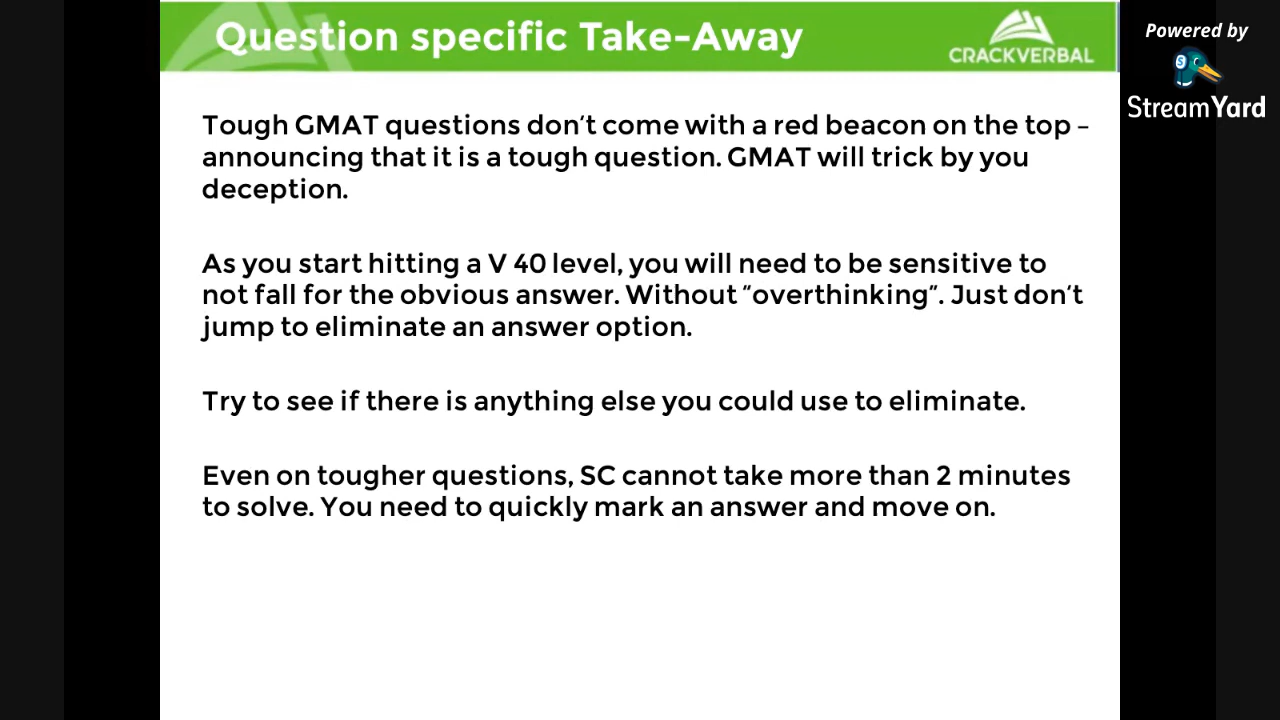 Question specific Take-Away
CRACKVERBAL
Powered by
S
StreamYard
Tough GMAT questions don't come with a red beacon on the top –
announcing that it is a tough question. GMAT will trick by you
deception.
As you start hitting a V 40 level, you will need to be sensitive to
not fall for the obvious answer. Without "overthinking". Just don't
jump to eliminate an answer option.
Try to see if there is anything else you could use to eliminate.
Even on tougher questions, SC cannot take more than 2 minutes
to solve. You need to quickly mark an answer and move on.